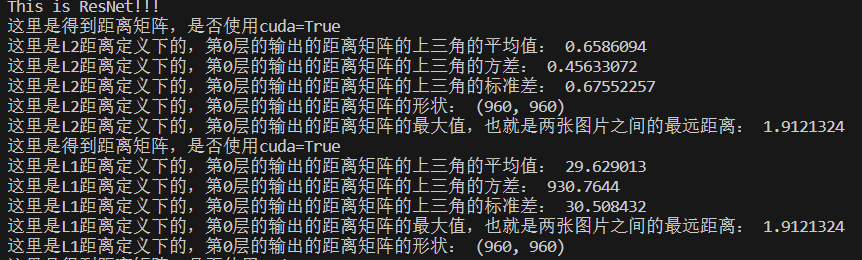 This is ResNet!!!
这里是得到距离矩阵，是否使用cuda=True
这里是L2距离定义下的，第0层的输出的距离矩阵的上三角的平均值： 0.6586094
这里是L2距离定义下的，第0层的输出的距离矩阵的上三角的方差： 0.45633072
这里是L2距离定义下的，第0层的输出的距离矩阵的上三角的标准差： 0.67552257
这里是L2距离定义下的，第0层的输出的距离矩阵的形状： (960, 960)
这里是L2距离定义下的，第0层的输出的距离矩阵的最大值，也就是两张图片之间的最远距离： 1.9121324
这里是得到距离矩阵，是否使用cuda=True
这里是L1距离定义下的，第0层的输出的距离矩阵的上三角的平均值： 29.629013
这里是L1距离定义下的，第0层的输出的距离矩阵的上三角的方差： 930.7644
这里是L1距离定义下的，第0层的输出的距离矩阵的上三角的标准差： 30.508432
这里是L1距离定义下的，第0层的输出的距离矩阵的最大值，也就是两张图片之间的最远距离： 1.9121324
这里是L1距离定义下的，第0层的输出的距离矩阵的形状： (960, 960)